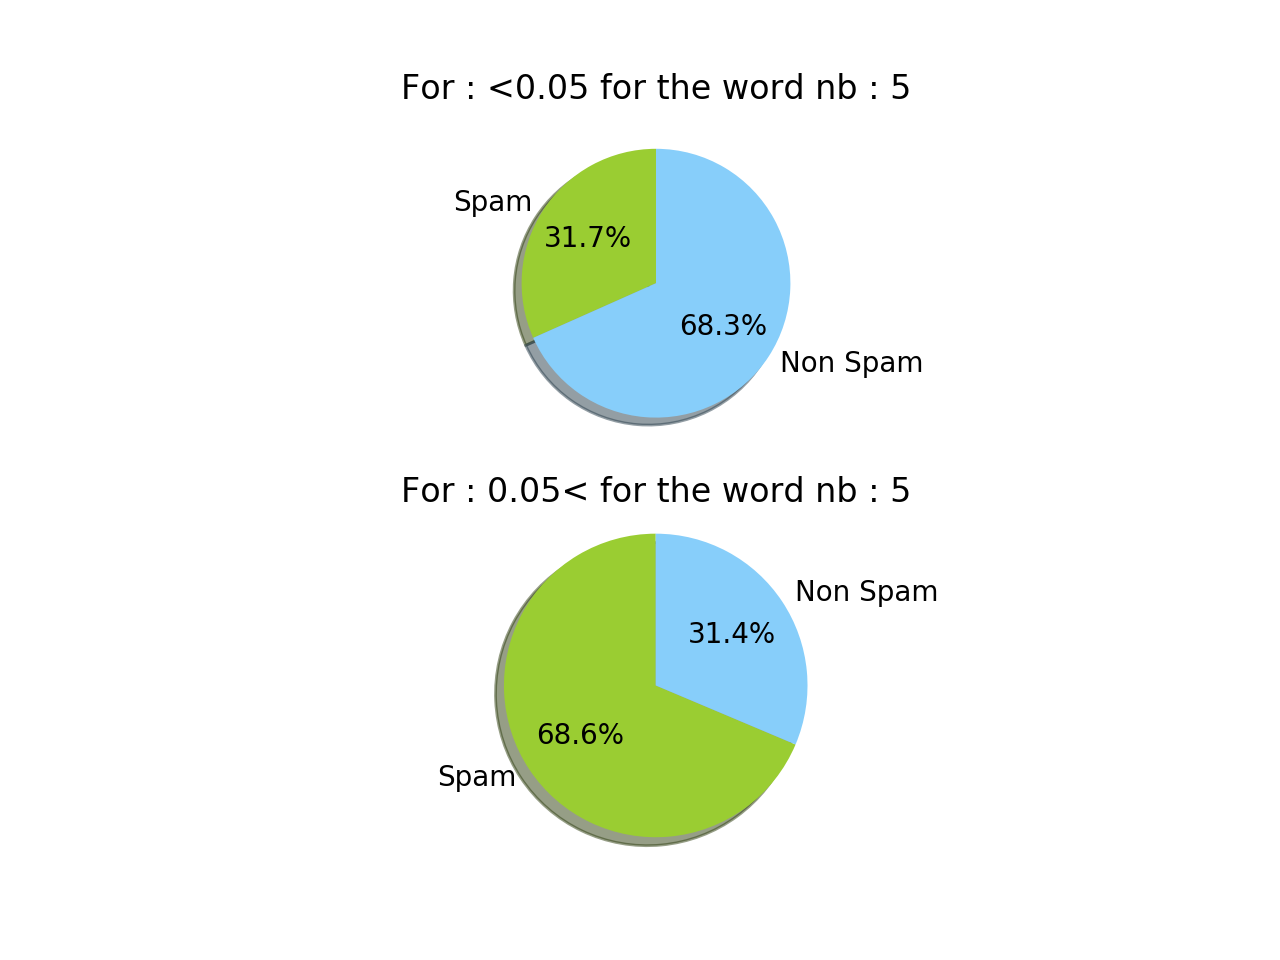 For : <0.05 for the word nb : 5
Spam
31.7%
68.3%
Non Spam
For : 0.05< for the word nb : 5
Non Spam
31.4%
68.6%
Spam